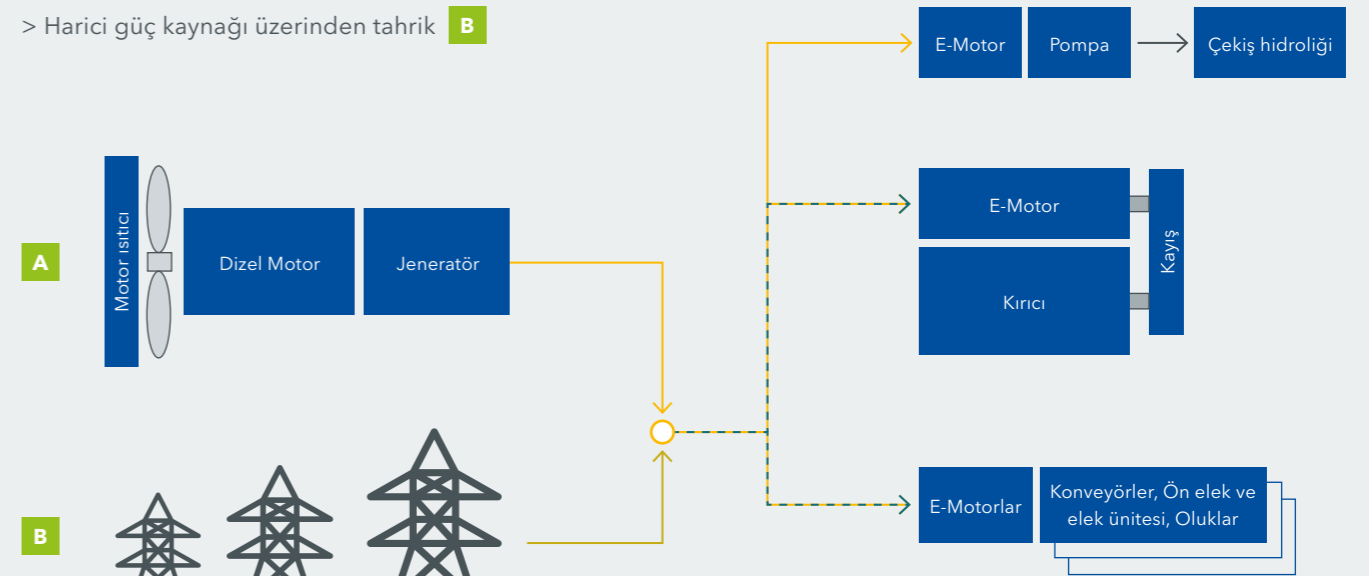 > Harici güç kaynağı üzerinden tahrik B
E-Motor
Pompa
Çekiş hidroliği
A
Motor ısıtıcı
Dizel Motor
Jeneratör
E-Motor
Kırıcı
Kayış
B
E-Motorlar
Konveyörler, Ön elek ve
elek ünitesi, Oluklar